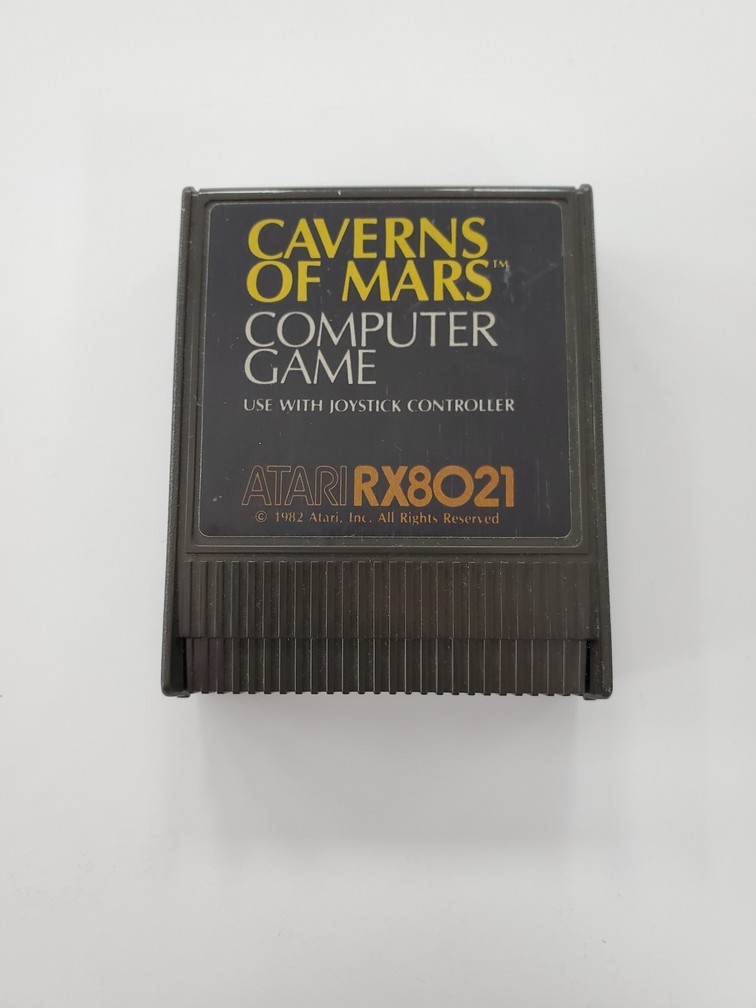 CAVERNS
OF MARS™
COMPUTER
GAME
USE WITH JOYSTICK CONTROLLER
ATARI RX8021
© 1982 Atari, Inc. All Rights Reserved